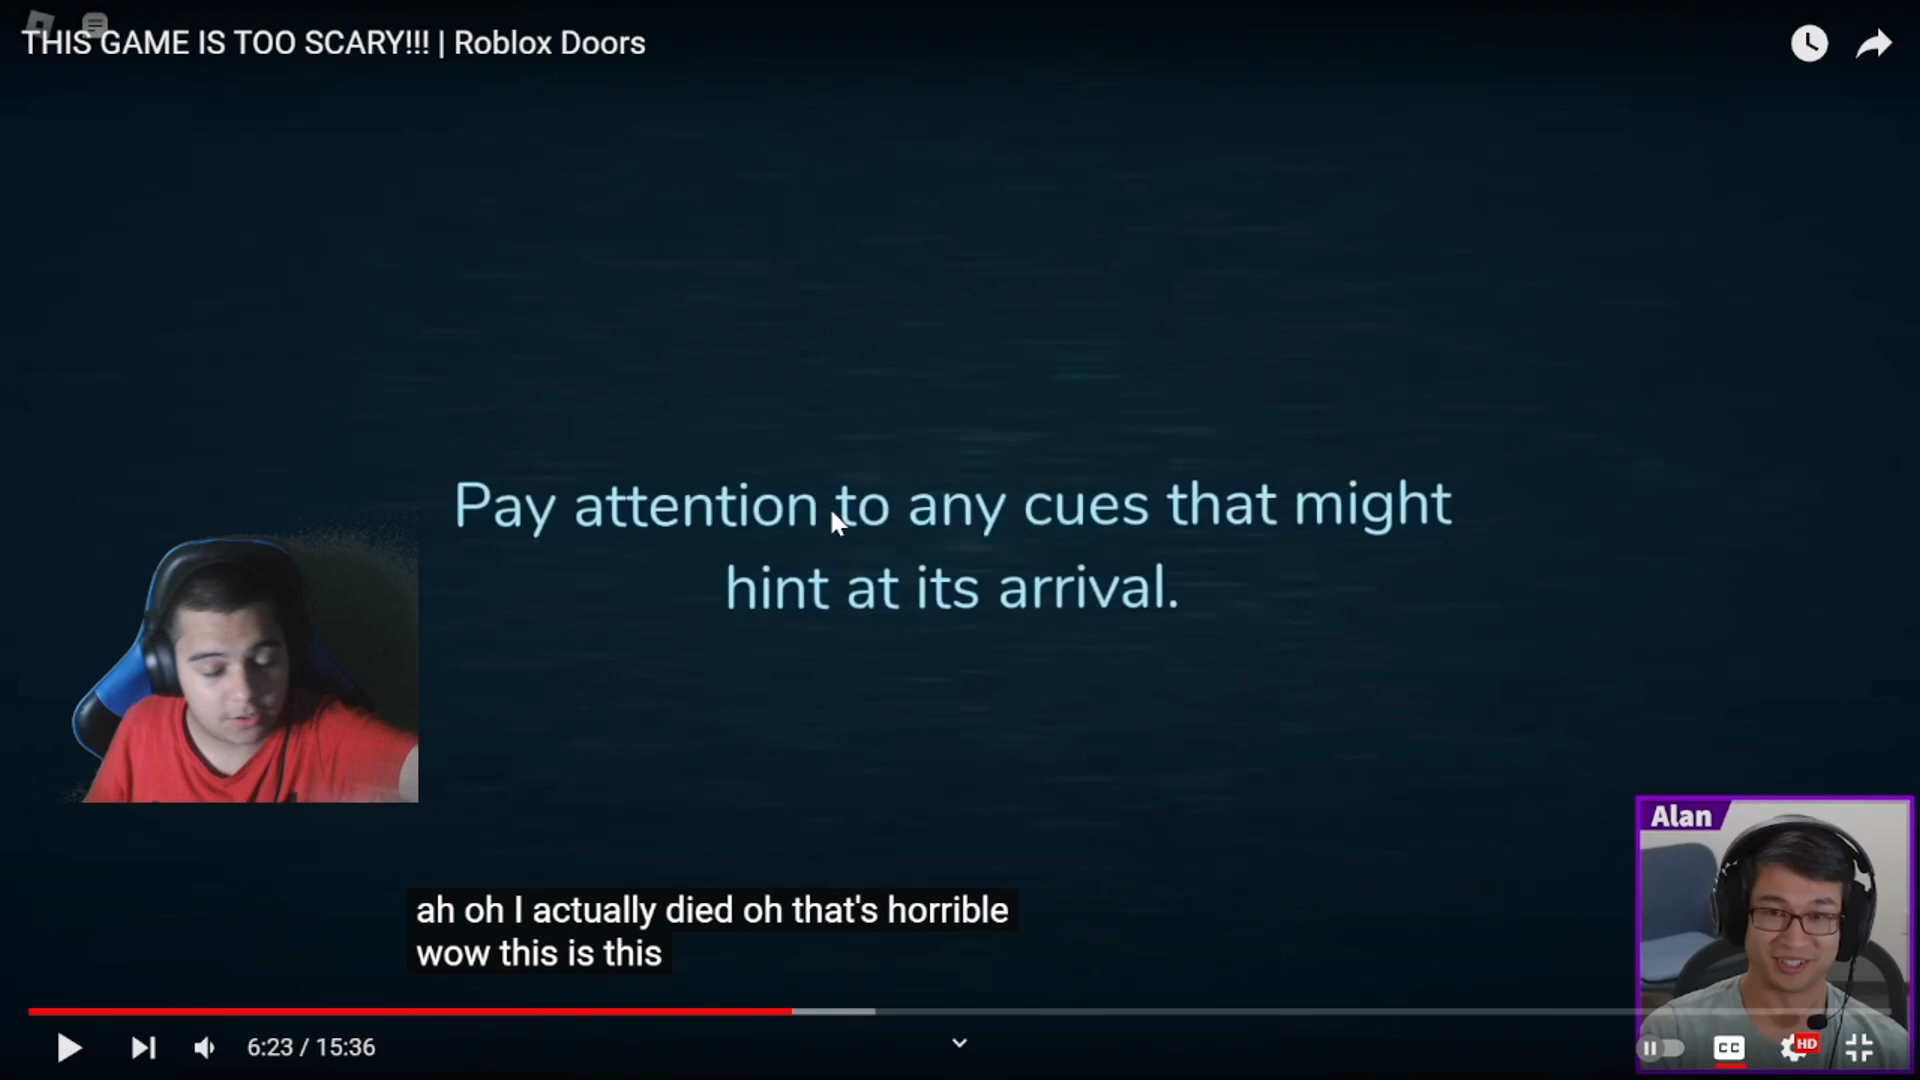 THIS GAME IS TOO SCARY!!! | Roblox Doors
Pay attention to any cues that might
hint at its arrival.
Alan
ah oh I actually died oh that's horrible
wow this is this
6:23 / 15:36
CC
HD